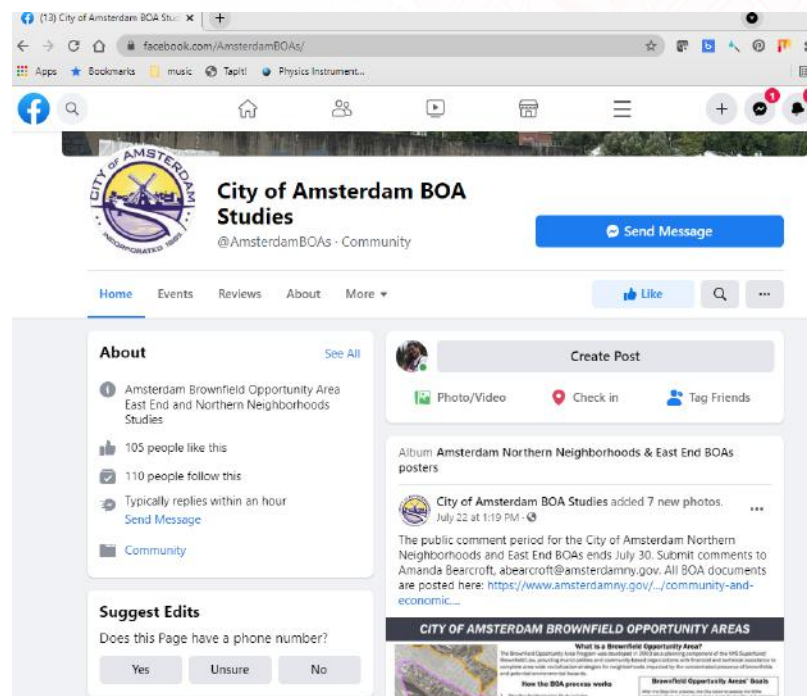 (13) City of Amsterdam BOA Stu
facebook.com/AmsterdamBOAs/
Apps Bookmarks music Tapiti Physics Instrument...
1
CITY OF AMSTERDAM
INCORPORATED 1885
City of Amsterdam BOA
Studies
@AmsterdamBOAs · Community
Send Message
Home Events Reviews About More
Like
About See All
Amsterdam Brownfield Opportunity Area
East End and Northern Neighborhoods
Studies
105 people like this
110 people follow this
Typically replies within an hour
Send Message
Community
Suggest Edits
Does this Page have a phone number?
Yes Unsure No
Create Post
Photo/Video Check in Tag Friends
Album Amsterdam Northern Neighborhoods & East End BOAs
posters
City of Amsterdam BOA Studies added 7 new photos.
July 22 at 1:19 PM ·
The public comment period for the City of Amsterdam Northern
Neighborhoods and East End BOAs ends July 30. Submit comments to
Amanda Bearcroft, abearcroft@amsterdamny.gov. All BOA documents
are posted here: https://www.amsterdamny.gov/.../community-and-
economic....
CITY OF AMSTERDAM BROWNFIELD OPPORTUNITY AREAS
What is a Brownfield Opportunity Area?
How the BOA process works
Brownfield Opportunity Areas' Goals